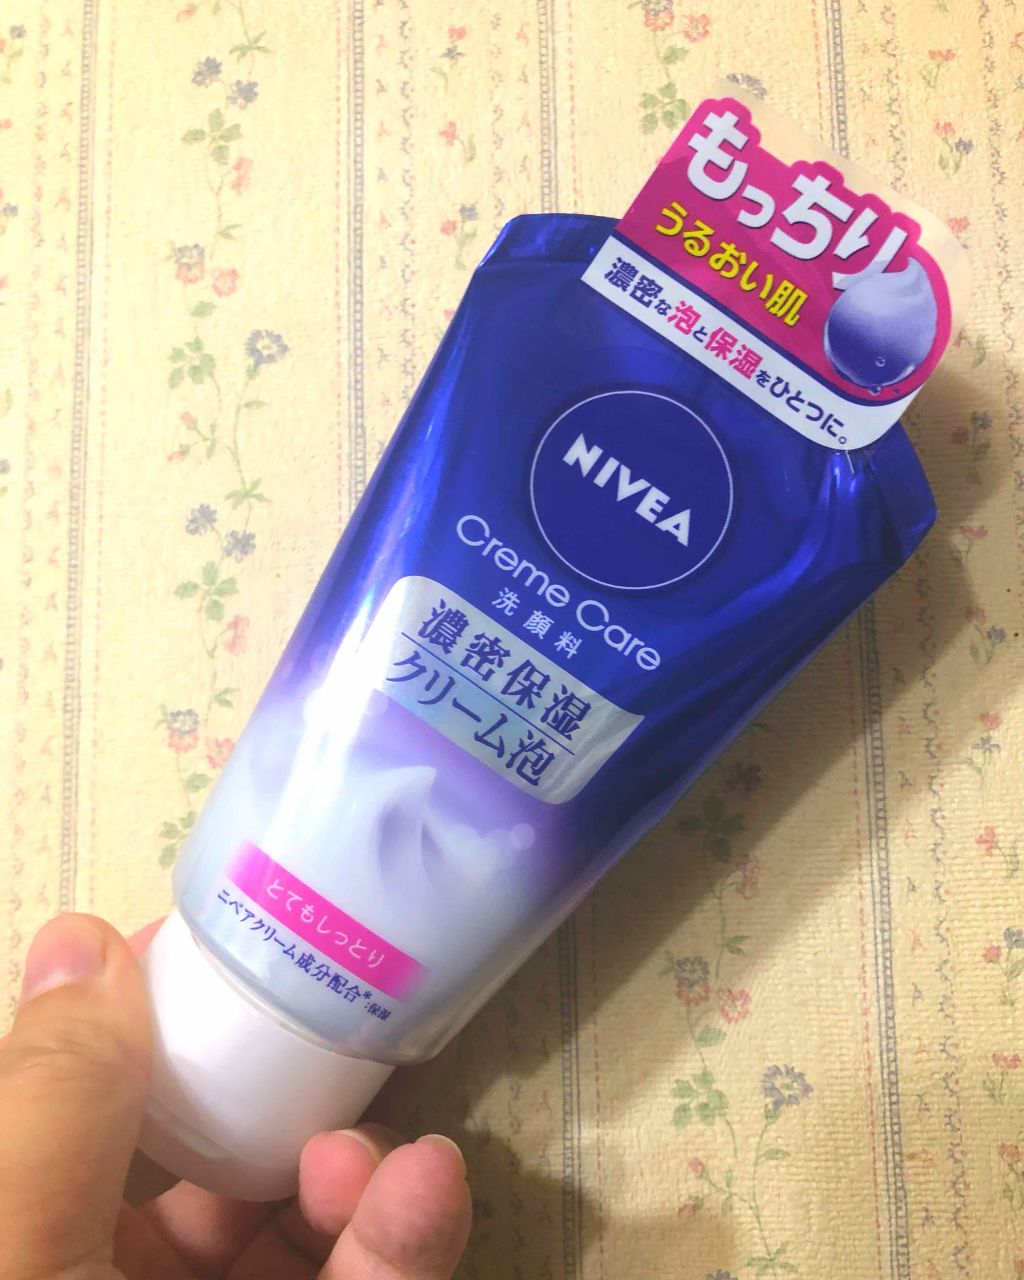 もっちり
うるおい肌
濃密な泡と保湿をひとつに。
NIVEA
Creme Care
洗顔料
濃密保湿
クリーム泡
とてもしっとり
ニベアクリーム成分配合*
*:保湿